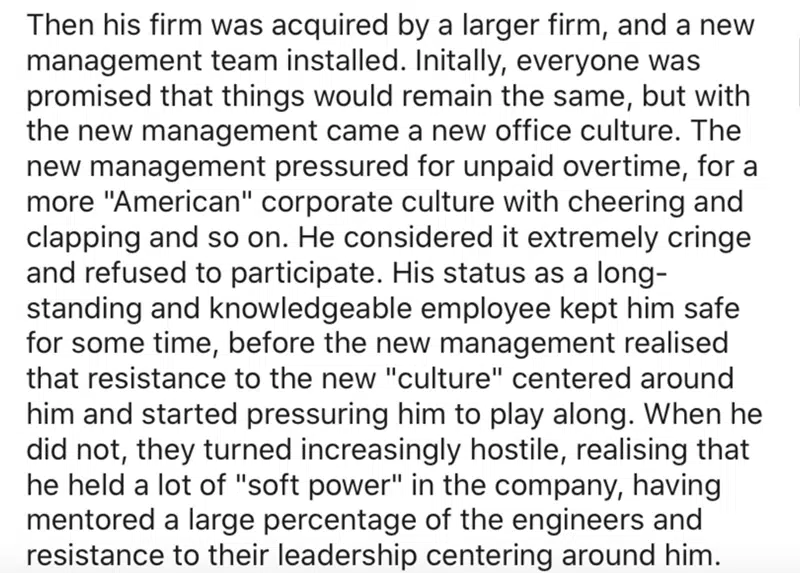 Then his firm was acquired by a larger firm, and a new
management team installed. Initally, everyone was
promised that things would remain the same, but with
the new management came a new office culture. The
new management pressured for unpaid overtime, for a
more "American" corporate culture with cheering and
clapping and so on. He considered it extremely cringe
and refused to participate. His status as a long-
standing and knowledgeable employee kept him safe
for some time, before the new management realised
that resistance to the new "culture" centered around
him and started pressuring him to play along. When he
did not, they turned increasingly hostile, realising that
he held a lot of "soft power" in the company, having
mentored a large percentage of the engineers and
resistance to their leadership centering around him.